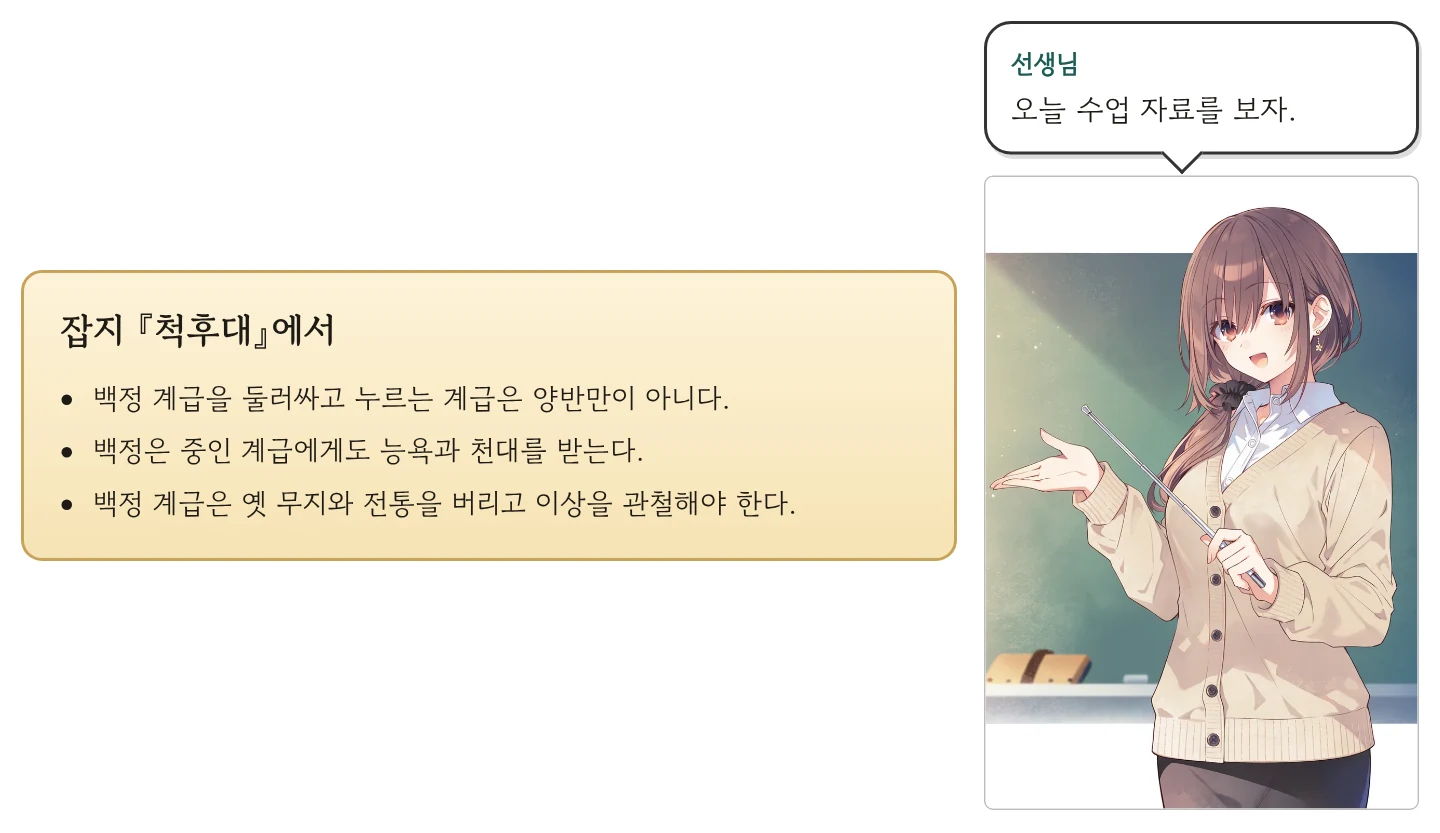 선생님
오늘 수업 자료를 보자.
잡지 『척후대』에서
• 백정 계급을 둘러싸고 누르는 계급은 양반만이 아니다.
• 백정은 중인 계급에게도 능욕과 천대를 받는다.
• 백정 계급은 옛 무지와 전통을 버리고 이상을 관철해야 한다.